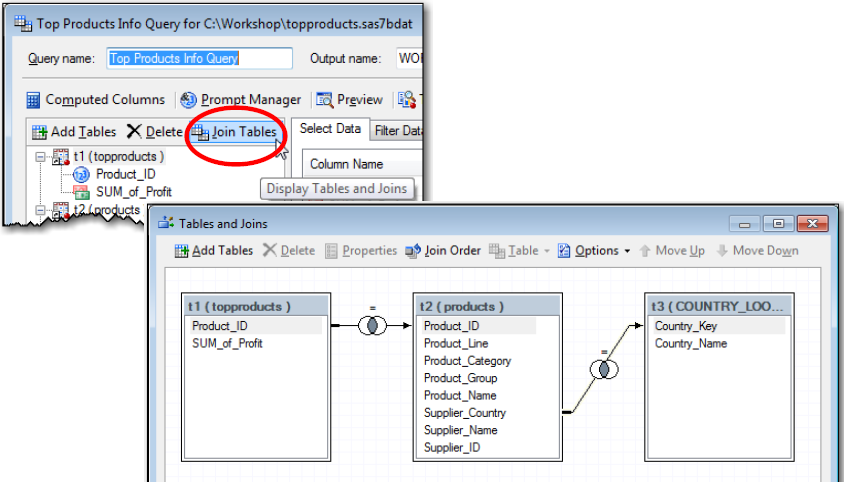 Top Products Info Query for C:\Workshop\topproducts.sas7bdat
Query name: Top Products Info Query Output name: WO
Computed Columns Prompt Manager Preview
Add Tables Delete Join Tables Select Data Filter Dat
t1 (topproducts )
Column Name
Product_ID
SUM_of_Profit
Display Tables and Joins
t2 (products
Tables and Joins
Add Tables Delete Properties Join Order Table Options Move Up Move Down
t1 ( topproducts )
Product_ID
SUM_of_Profit
=
t2 ( products )
Product_ID
Product_Line
Product_Category
Product_Group
Product_Name
Supplier_Country
Supplier_Name
Supplier_ID
=
t3 ( COUNTRY_LOO...
Country_Key
Country_Name